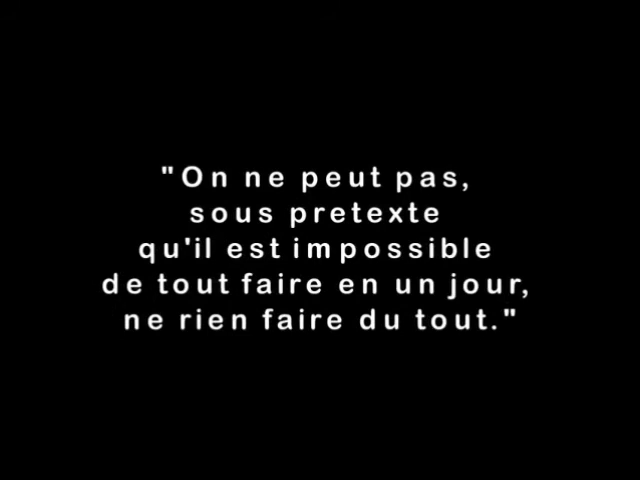 "On ne peut pas,
sous pretexte
qu'il est impossible
de tout faire en un jour,
ne rien faire du tout."